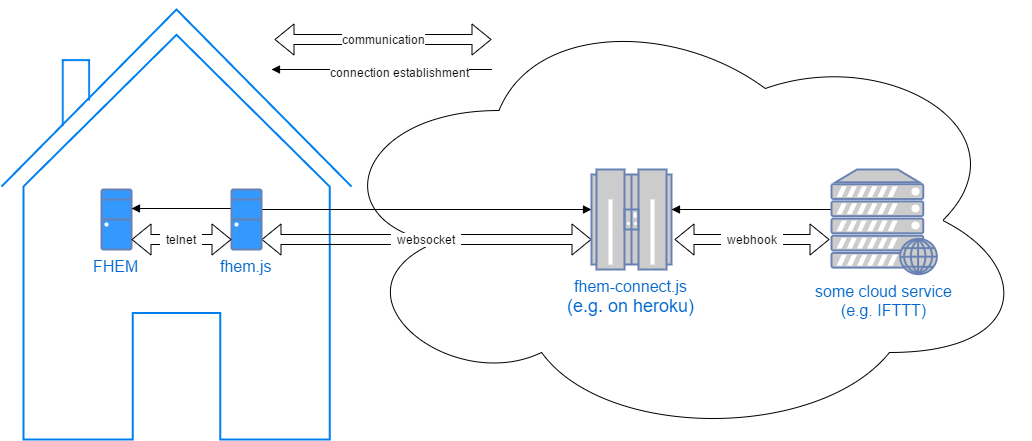 communication
connection establishment
telnet
websocket
webhook
FHEM
fhem.js
fhem-connect.js
(e.g. on heroku)
some cloud service
(e.g. IFTTT)